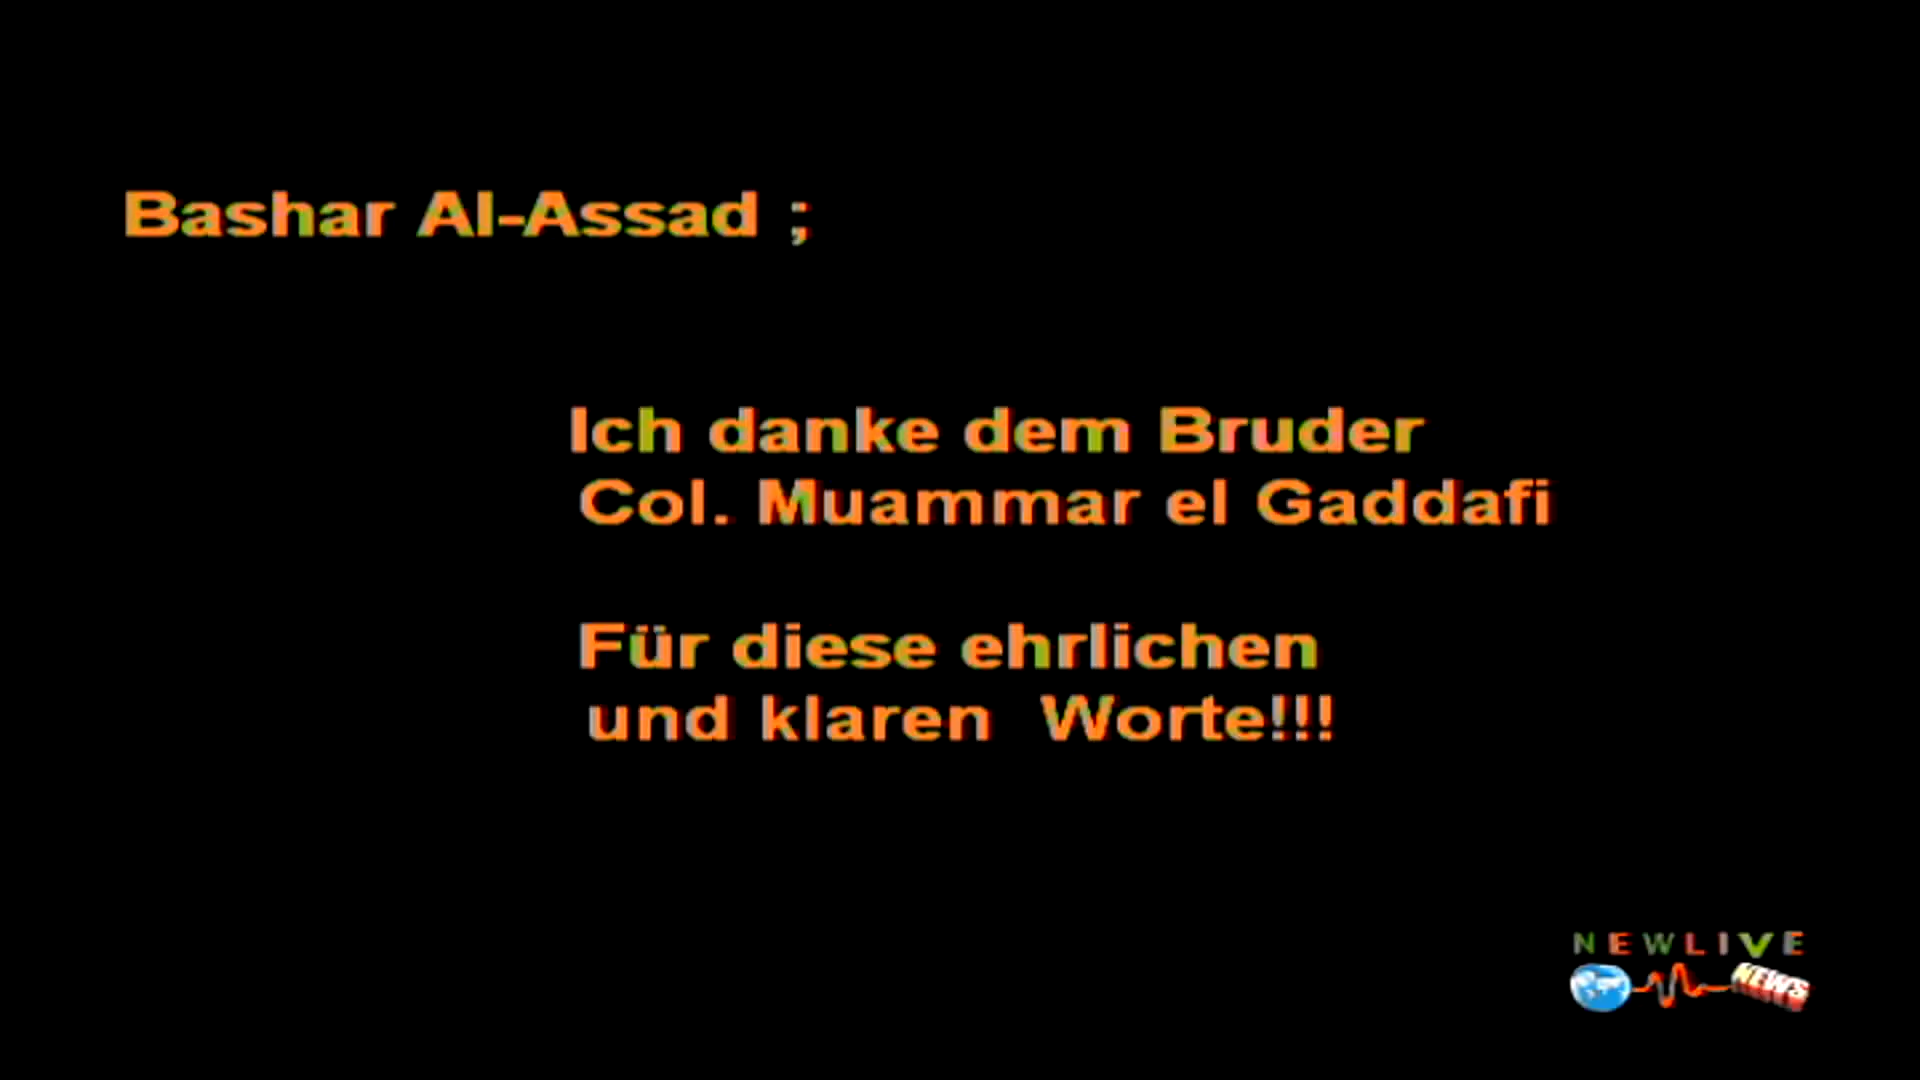 Bashar Al-Assad ;
Ich danke dem Bruder
Col. Muammar el Gaddafi
Für diese ehrlichen
und klaren Worte!!!
NEWLIVE
NEWS